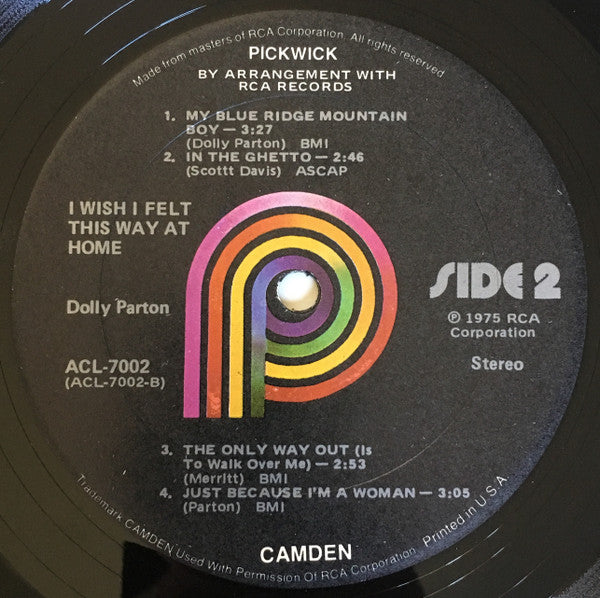 Made from masters of RCA Corporation. All rights reserved
PICKWICK
BY ARRANGEMENT WITH
RCA RECORDS
1. MY BLUE RIDGE MOUNTAIN
BOY — 3:27
(Dolly Parton) BMI
2. IN THE GHETTO — 2:46
(Scottt Davis) ASCAP
I WISH I FELT
THIS WAY AT
HOME
Dolly Parton
ACL-7002
(ACL-7002-B)
SIDE 2
℗ 1975 RCA
Corporation
Stereo
3. THE ONLY WAY OUT (Is
To Walk Over Me) — 2:53
(Merritt) BMI
4. JUST BECAUSE I'M A WOMAN — 3:05
(Parton) BMI
CAMDEN
Trademark CAMDEN Used With Permission Of RCA Corporation. Printed in U.S.A.